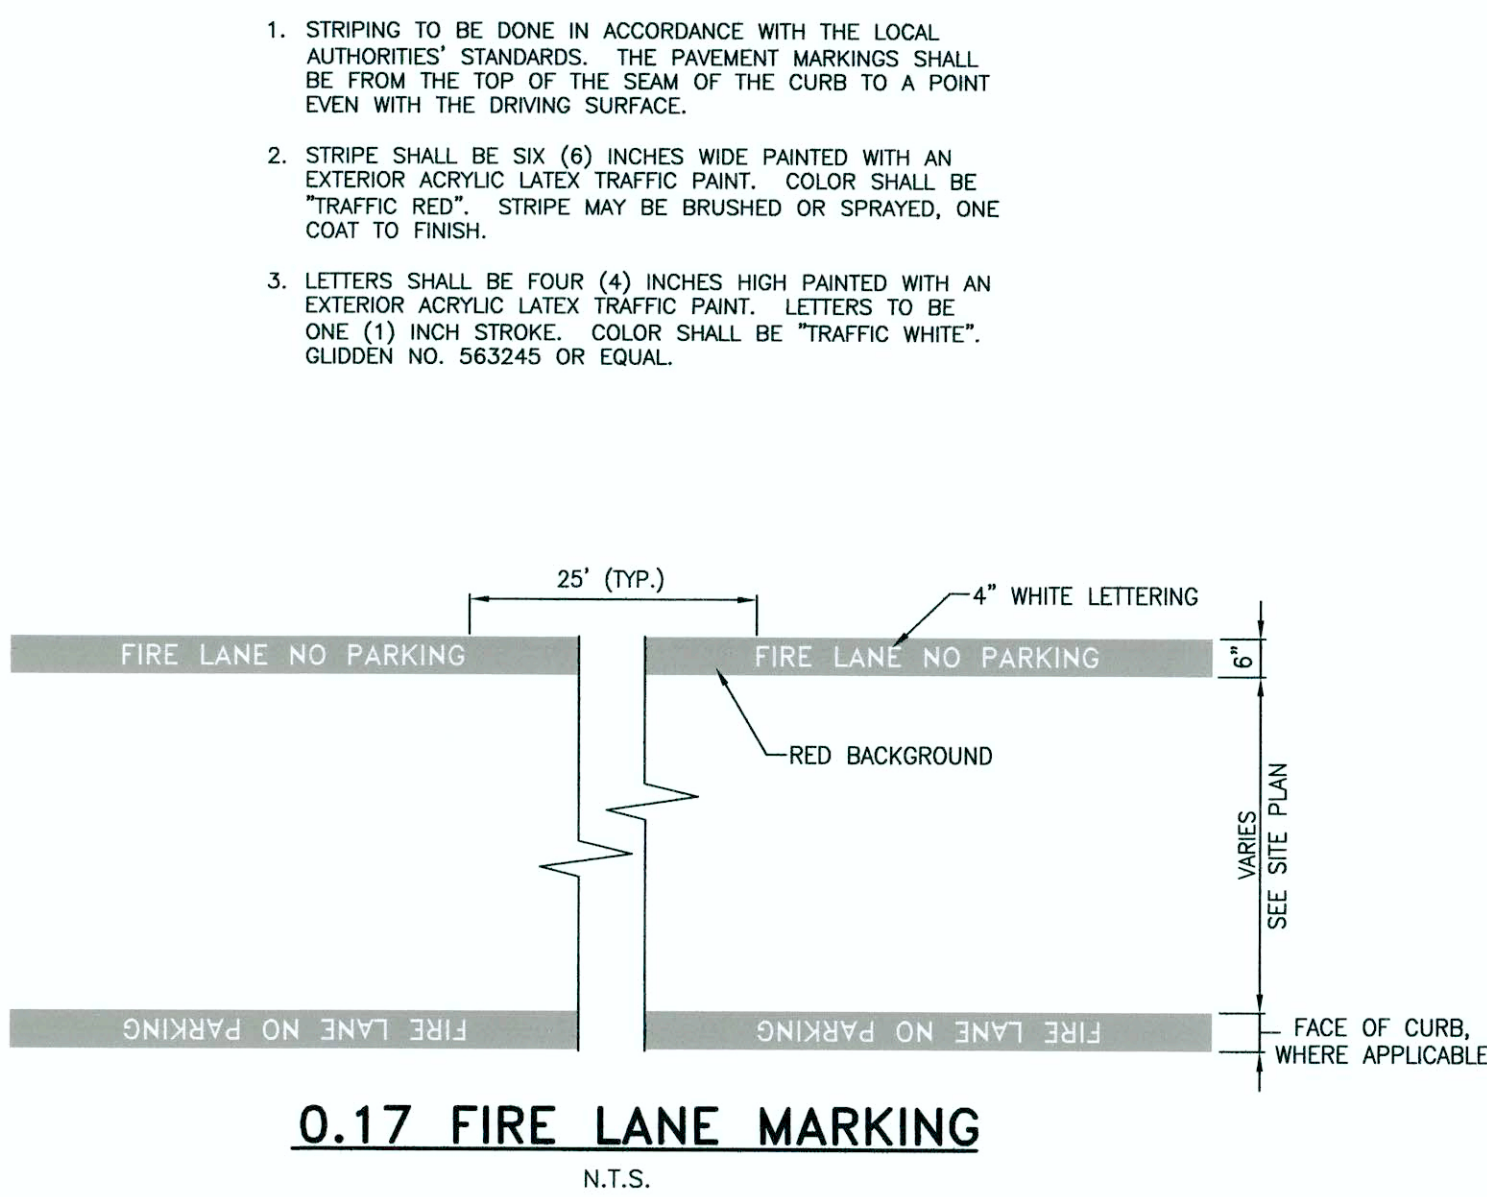 1. STRIPING TO BE DONE IN ACCORDANCE WITH THE LOCAL
AUTHORITIES' STANDARDS. THE PAVEMENT MARKINGS SHALL
BE FROM THE TOP OF THE SEAM OF THE CURB TO A POINT
EVEN WITH THE DRIVING SURFACE.
2. STRIPE SHALL BE SIX (6) INCHES WIDE PAINTED WITH AN
EXTERIOR ACRYLIC LATEX TRAFFIC PAINT. COLOR SHALL BE
"TRAFFIC RED". STRIPE MAY BE BRUSHED OR SPRAYED, ONE
COAT TO FINISH.
3. LETTERS SHALL BE FOUR (4) INCHES HIGH PAINTED WITH AN
EXTERIOR ACRYLIC LATEX TRAFFIC PAINT. LETTERS TO BE
ONE (1) INCH STROKE. COLOR SHALL BE "TRAFFIC WHITE".
GLIDDEN NO. 563245 OR EQUAL.
25' (TYP.)
4" WHITE LETTERING
FIRE LANE NO PARKING
FIRE LANE NO PARKING
6"
RED BACKGROUND
VARIES
SEE SITE PLAN
FIRE LANE NO PARKING
FIRE LANE NO PARKING
FACE OF CURB,
WHERE APPLICABLE
0.17 FIRE LANE MARKING
N.T.S.